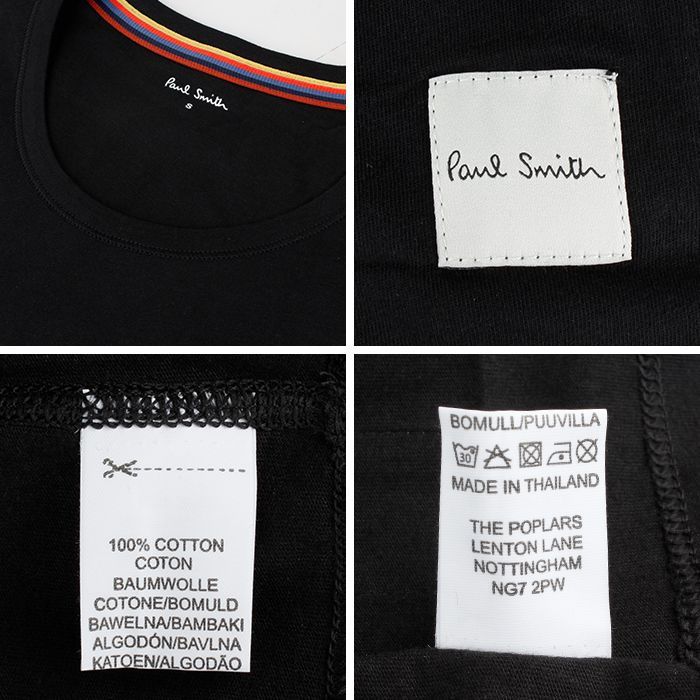 Paul Smith
S
Paul Smith
100% COTTON
COTON
BAUMWOLLE
COTONE/BOMULD
BAWELNA/BAMBAKI
ALGODÓN/BAVLNA
KATOEN/ALGODÃO
BOMULL/PUUVILLA
30
MADE IN THAILAND
THE POPLARS
LENTON LANE
NOTTINGHAM
NG7 2PW